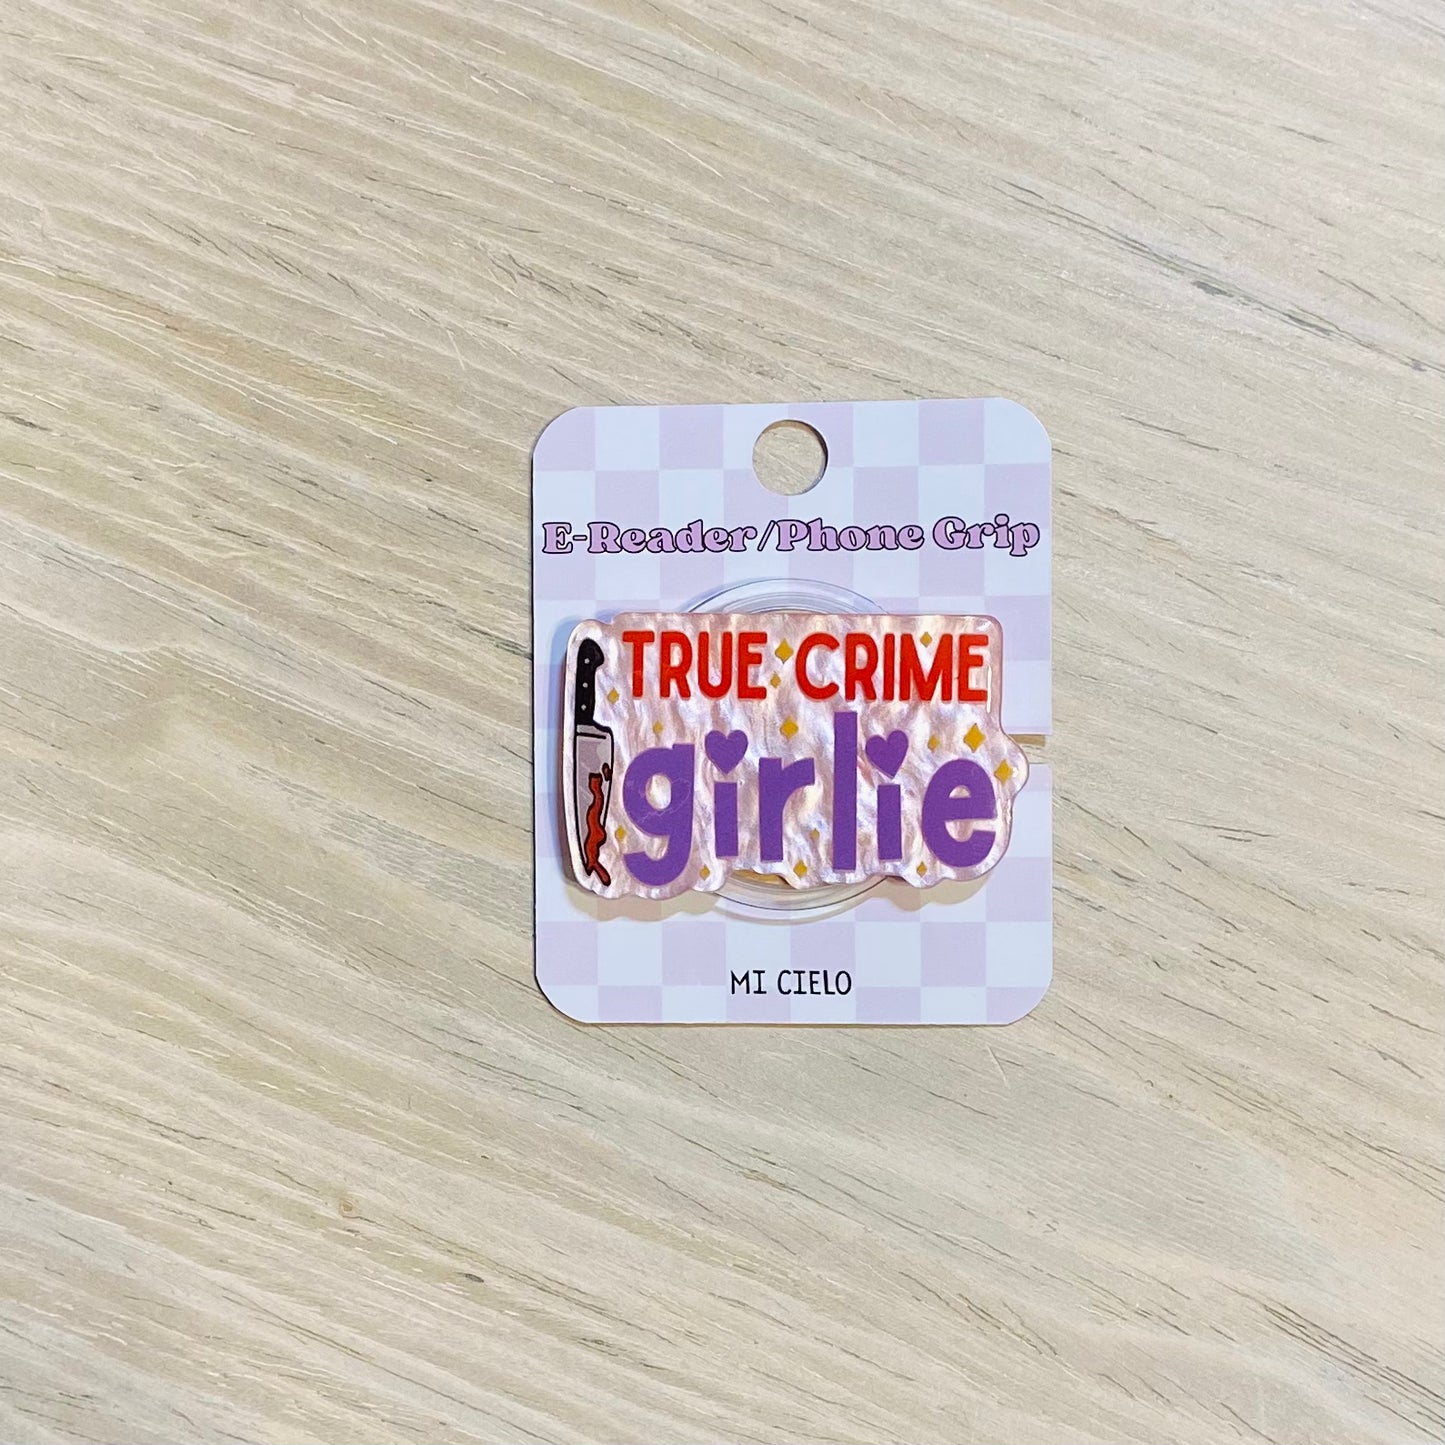 E-Reader/Phone Grip
TRUE CRIME
girlie
MI CIELO